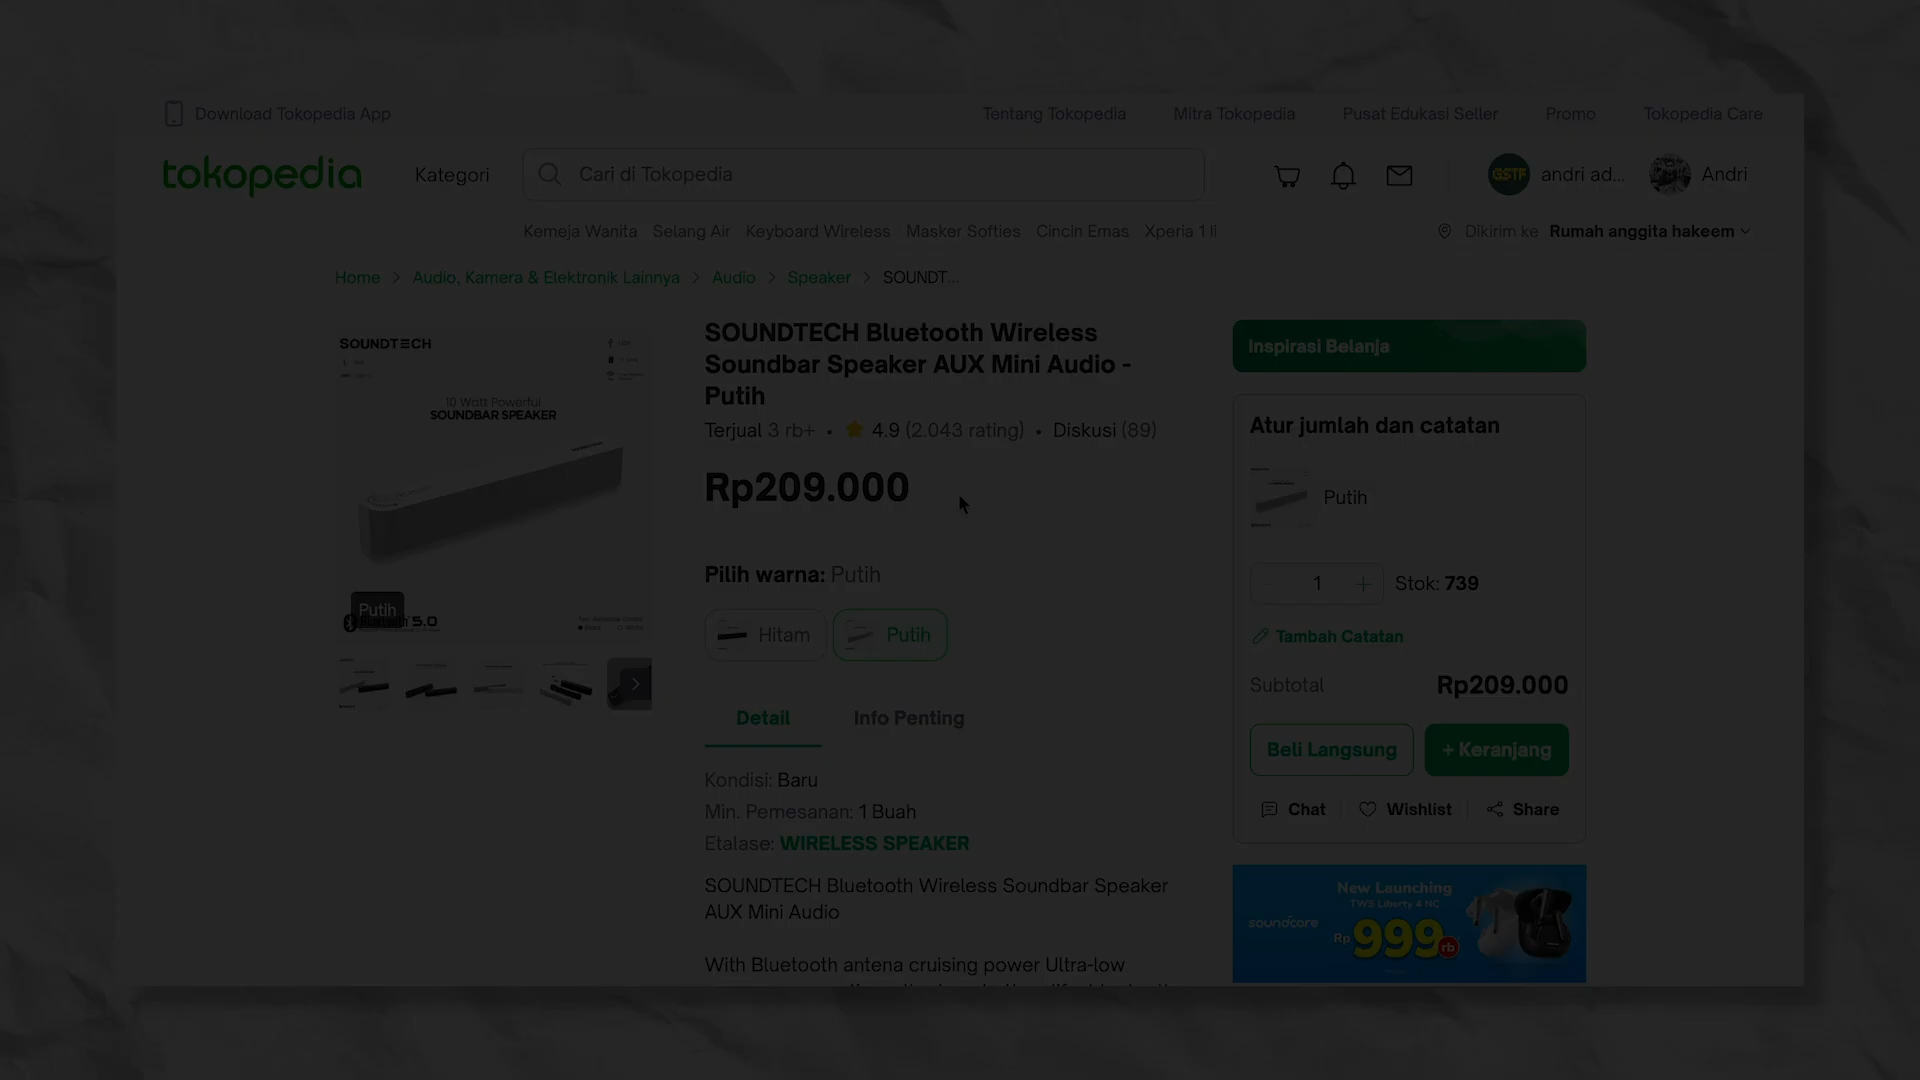 Download Tokopedia App
Tentang Tokopedia
Mitra Tokopedia
Pusat Edukasi Seller
Promo
Tokopedia Care
tokopedia
Kategori
Cari di Tokopedia
GSTF
andri ad...
Andri
Kemeja Wanita
Selang Air
Keyboard Wireless
Masker Softies
Cincin Emas
Xperia 1 II
Dikirim ke Rumah anggita hakeem
Home > Audio, Kamera & Elektronik Lainnya > Audio > Speaker > SOUNDT...
SOUNDTECH
10 Watt Powerful
SOUNDBAR SPEAKER
Putih
5.0
SOUNDTECH Bluetooth Wireless
Soundbar Speaker AUX Mini Audio -
Putih
Terjual 3 rb+ • 4.9 (2.043 rating) • Diskusi (89)
Rp209.000
Pilih warna: Putih
Hitam
Putih
Detail
Info Penting
Kondisi: Baru
Min. Pemesanan: 1 Buah
Etalase: WIRELESS SPEAKER
SOUNDTECH Bluetooth Wireless Soundbar Speaker
AUX Mini Audio
With Bluetooth antena cruising power Ultra-low
Inspirasi Belanja
Atur jumlah dan catatan
Putih
- 1 +
Stok: 739
Tambah Catatan
Subtotal
Rp209.000
Beli Langsung
+ Keranjang
Chat
Wishlist
Share
New Launching
TWS Liberty 4 NC
soundcore
Rp 999 rb